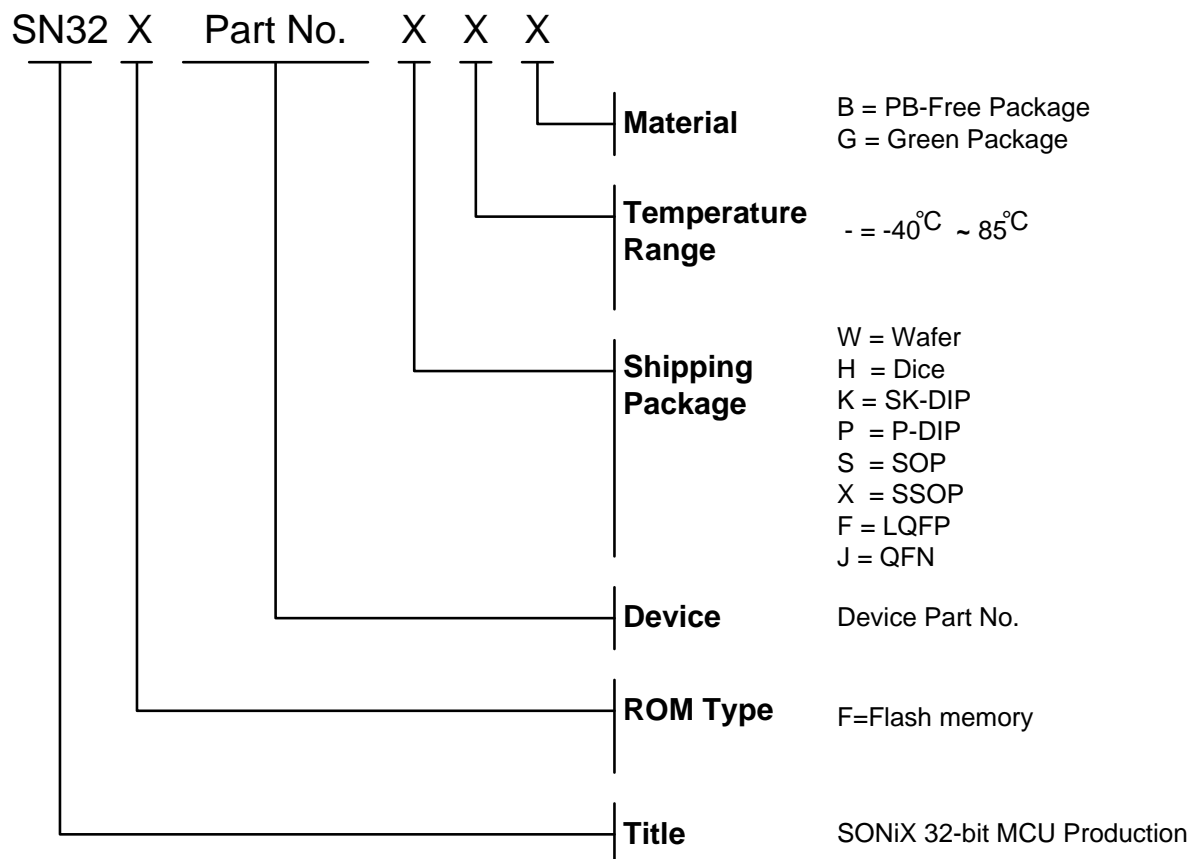 SN32 X Part No. X X X
Material
B = PB-Free Package
G = Green Package
Temperature
Range
- = -40℃ ~ 85℃
Shipping
Package
W = Wafer
H = Dice
K = SK-DIP
P = P-DIP
S = SOP
X = SSOP
F = LQFP
J = QFN
Device
Device Part No.
ROM Type
F=Flash memory
Title
SONiX 32-bit MCU Production